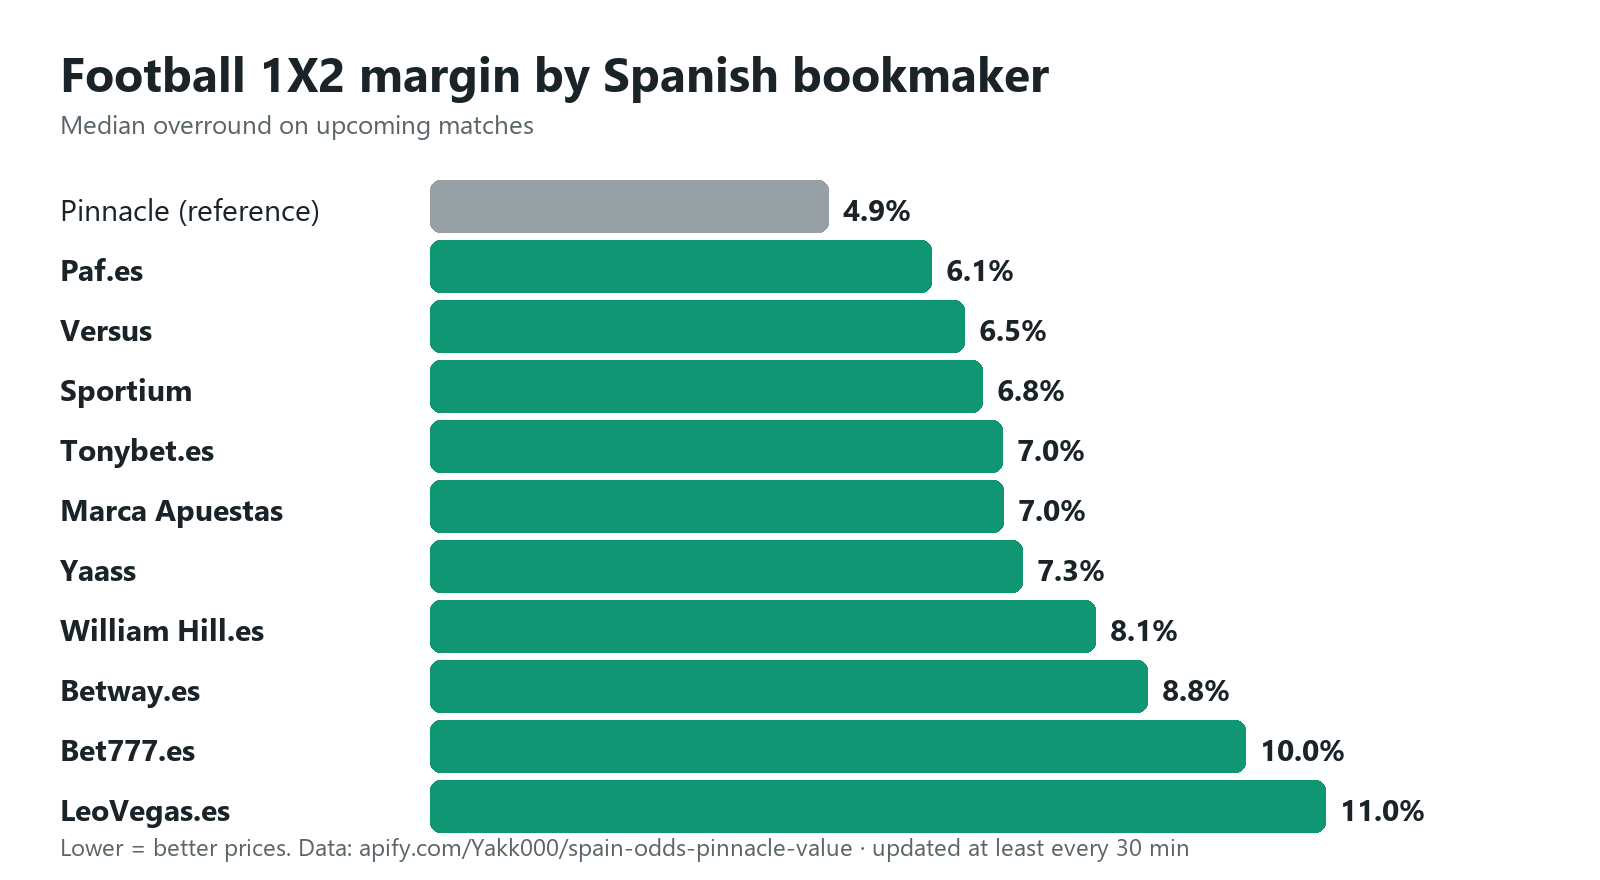 Football 1X2 margin by Spanish bookmaker
Median overround on upcoming matches
Pinnacle (reference) 4.9%
Paf.es 6.1%
Versus 6.5%
Sportium 6.8%
Tonybet.es 7.0%
Marca Apuestas 7.0%
Yaass 7.3%
William Hill.es 8.1%
Betway.es 8.8%
Bet777.es 10.0%
LeoVegas.es 11.0%
Lower = better prices. Data: apify.com/Yakk000/spain-odds-pinnacle-value · updated at least every 30 min